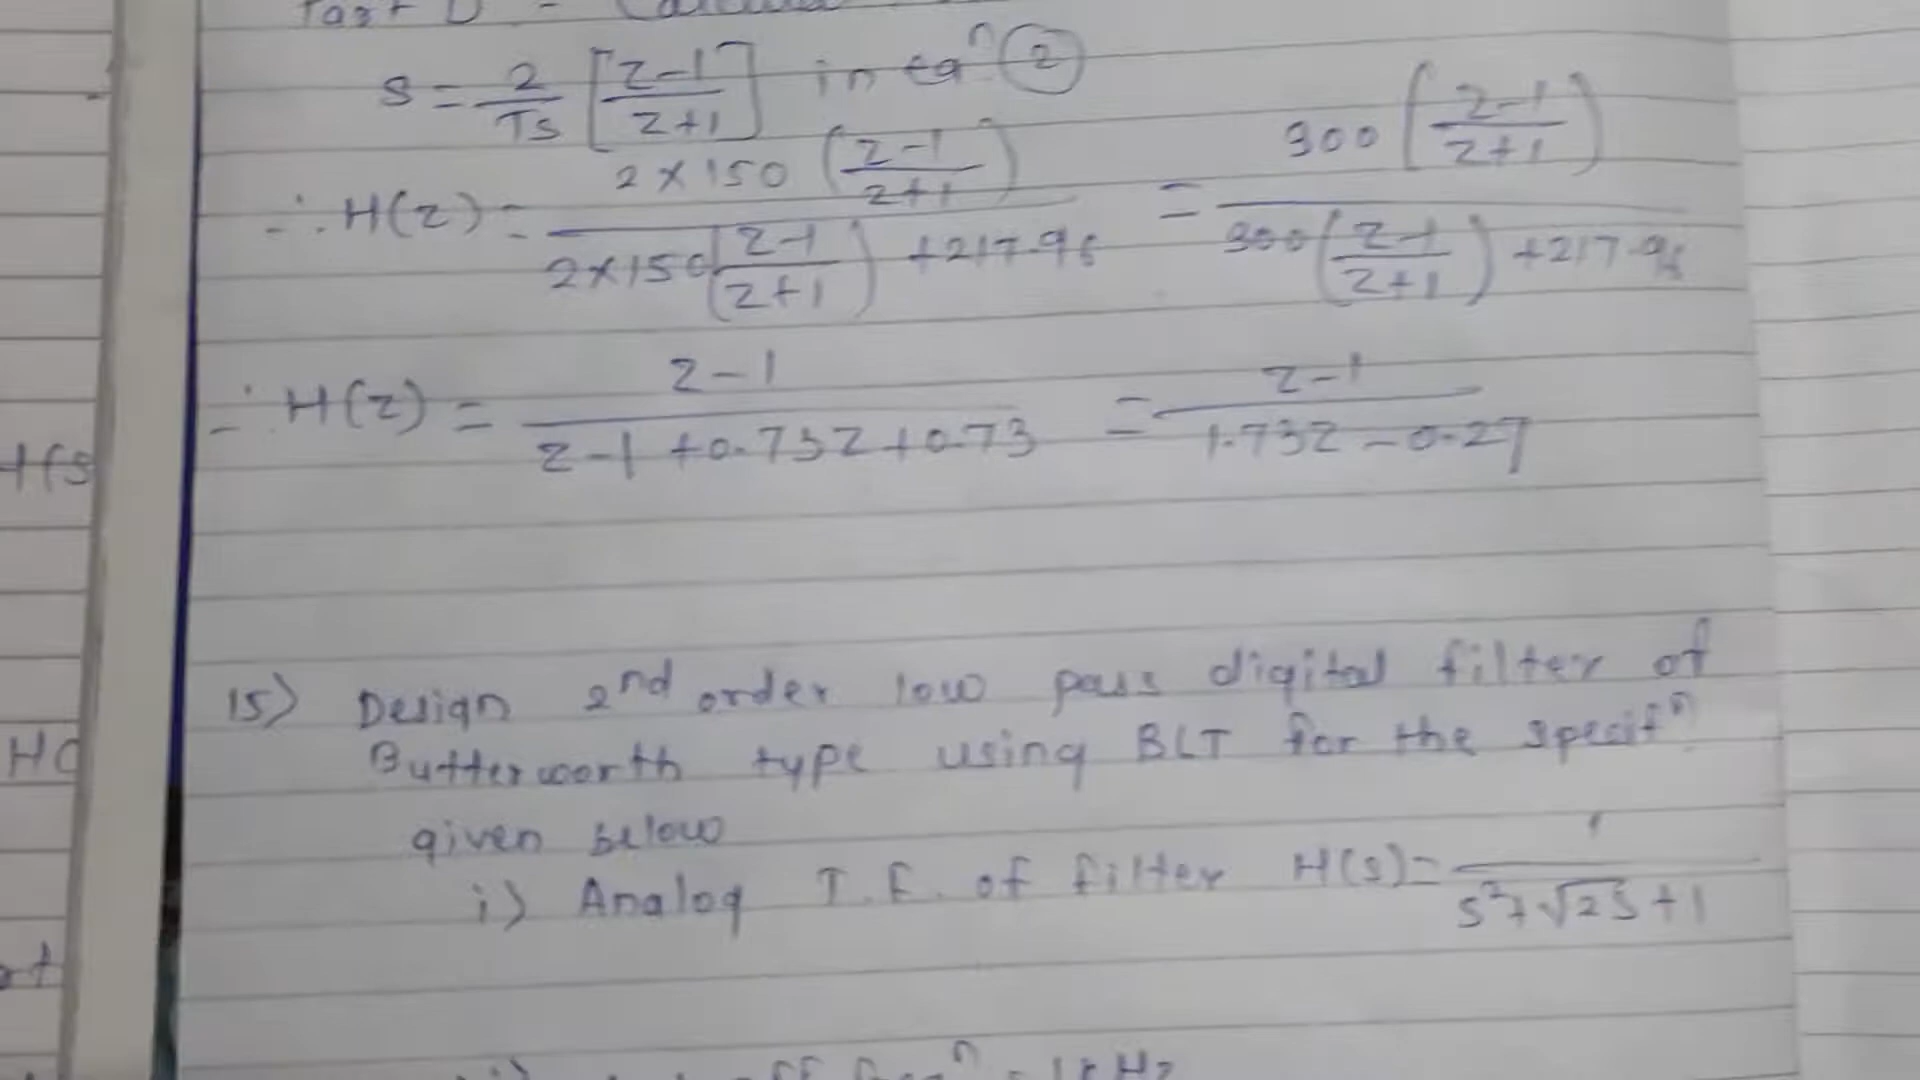 Part D - 
S = 2/Ts [z-1/z+1] in eqⁿ ②
∴ H(z) = 2×150 (z-1/z+1) / 2×150 (z-1/z+1) + 217.96 = 300 (z-1/z+1) / 300 (z-1/z+1) + 217.96
∴ H(z) = z-1 / z-1+0.73z+0.73 = z-1 / 1.73z-0.27
15) Design 2nd order low pass digital filter of
Butterworth type using BLT for the specifⁿ
given below
i) Analog T.F. of filter H(s) = 1 / s²+√2s+1